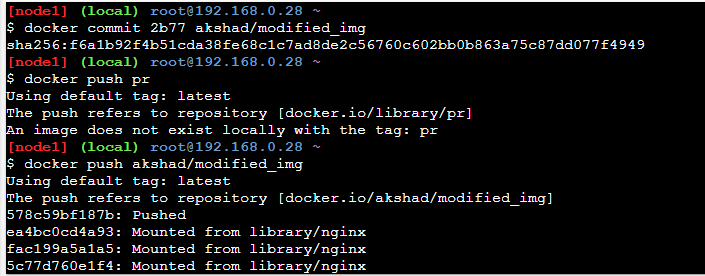 [node1] (local) root@192.168.0.28 ~
$ docker commit 2b77 akshad/modified_img
sha256:f6a1b92f4b51cda38fe68c1c7ad8de2c56760c602bb0b863a75c87dd077f4949
[node1] (local) root@192.168.0.28 ~
$ docker push pr
Using default tag: latest
The push refers to repository [docker.io/library/pr]
An image does not exist locally with the tag: pr
[node1] (local) root@192.168.0.28 ~
$ docker push akshad/modified_img
Using default tag: latest
The push refers to repository [docker.io/akshad/modified_img]
578c59bf187b: Pushed
ea4bc0cd4a93: Mounted from library/nginx
fac199a5a1a5: Mounted from library/nginx
5c77d760e1f4: Mounted from library/nginx